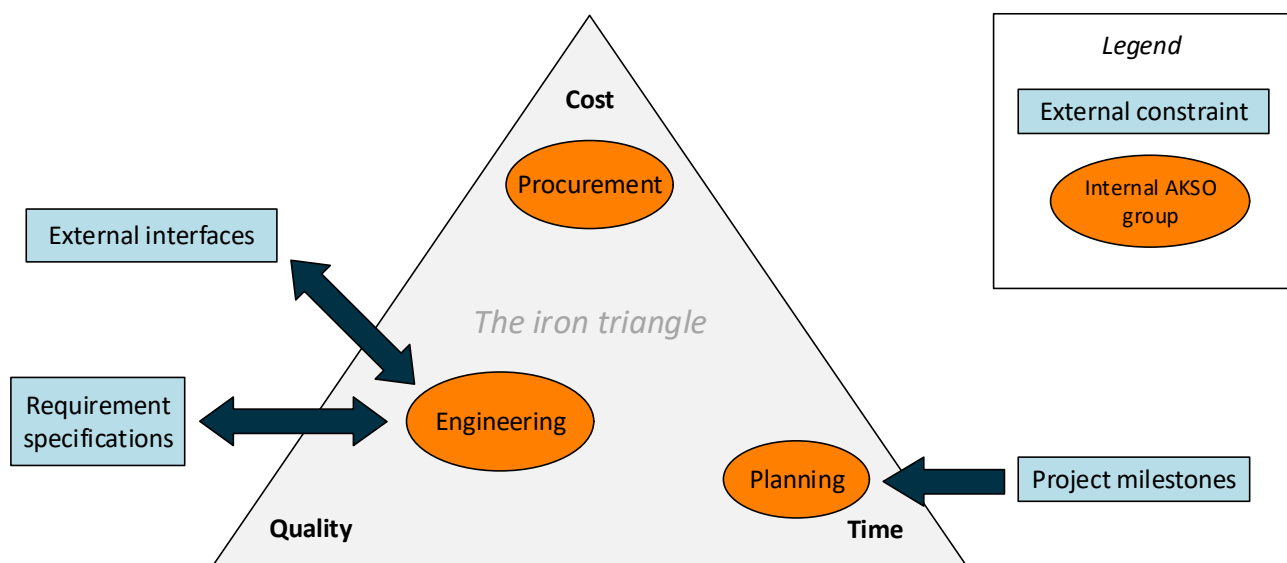 Legend
Cost
External constraint
Procurement
Internal AKSO
group
External interfaces
The iron triangle
Requirement
specifications
Engineering
Planning
Project milestones
Quality
Time